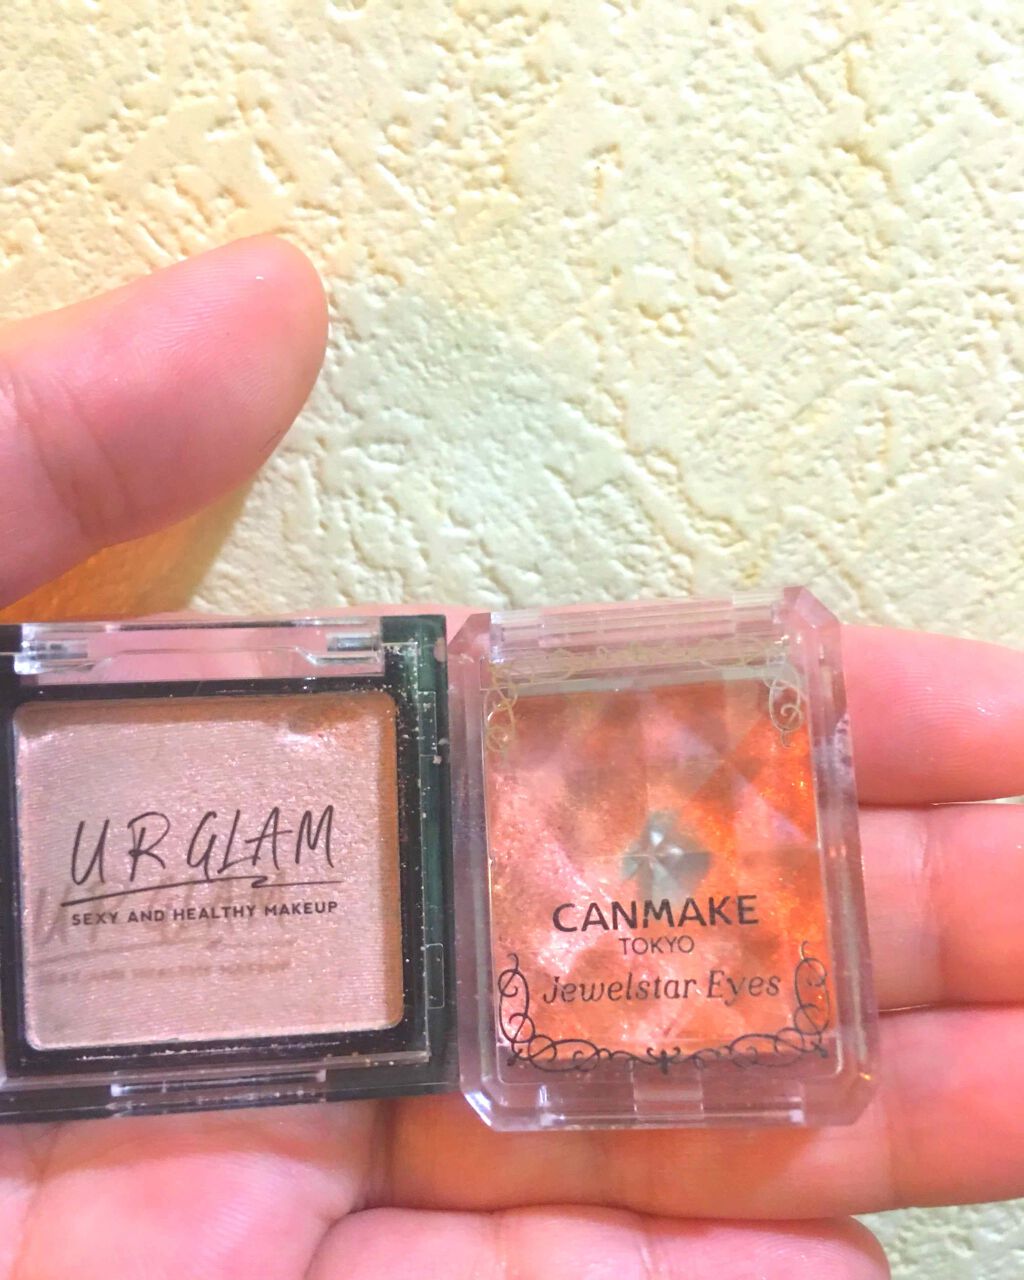 UR GLAM
SEXY AND HEALTHY MAKEUP
CANMAKE
TOKYO
Jewelstar Eyes